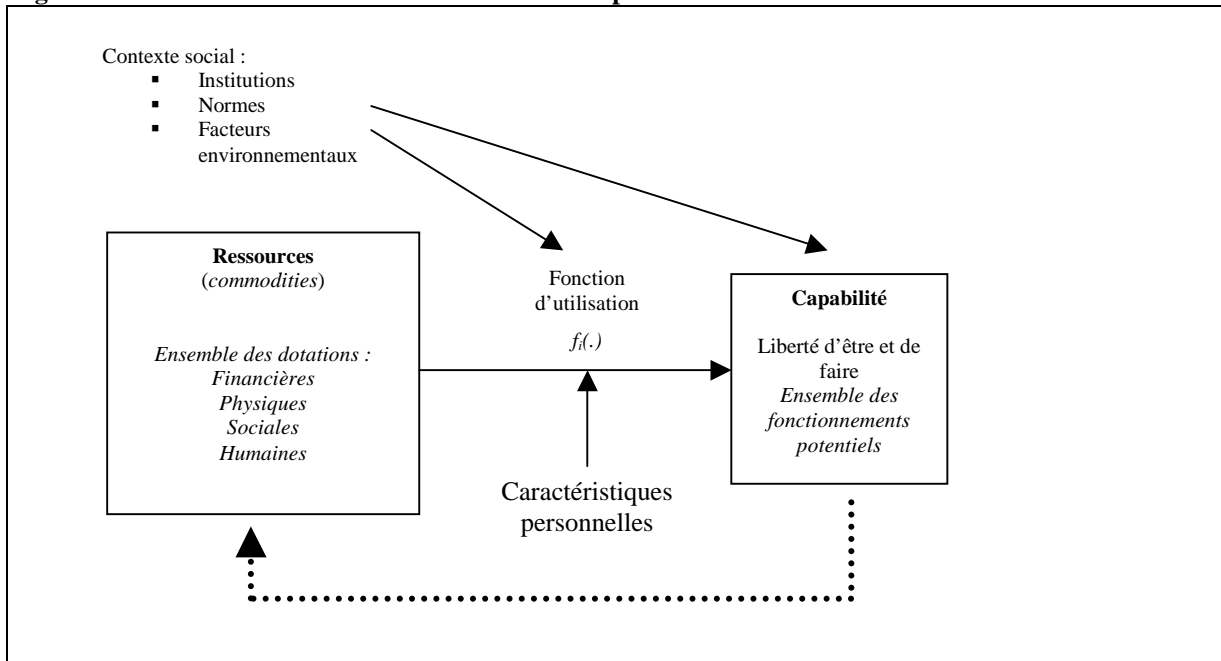 Contexte social :
▪ Institutions
▪ Normes
▪ Facteurs
environnementaux
Ressources
(commodities)
Ensemble des dotations :
Financières
Physiques
Sociales
Humaines
Fonction
d’utilisation
fi(.)
Caractéristiques
personnelles
Capabilité
Liberté d’être et de
faire
Ensemble des
fonctionnements
potentiels